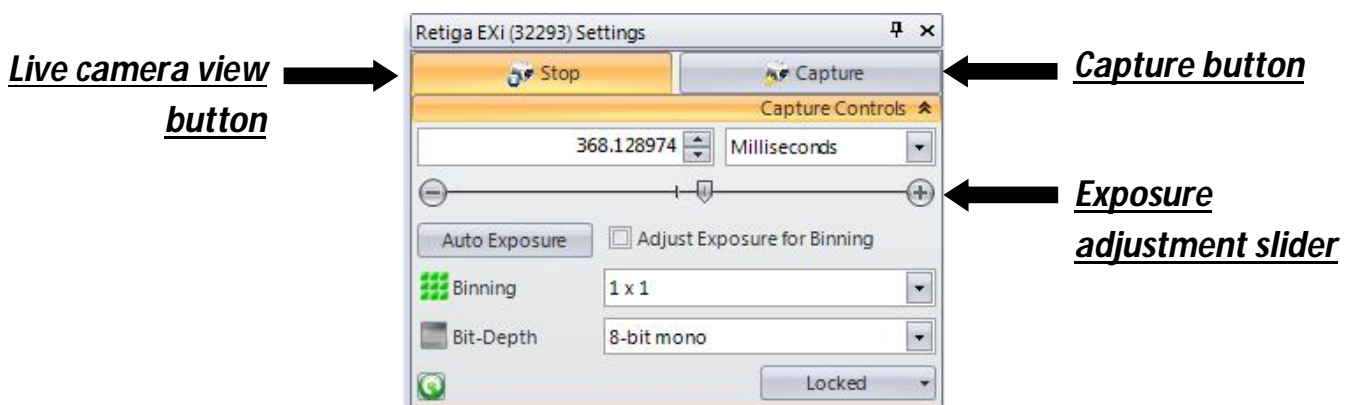 Retiga EXi (32293) Settings
Live camera view
button
Stop
Capture
Capture button
Capture Controls
368.128974
Milliseconds
Exposure
adjustment slider
Auto Exposure
Adjust Exposure for Binning
Binning
1 x 1
Bit-Depth
8-bit mono
Locked